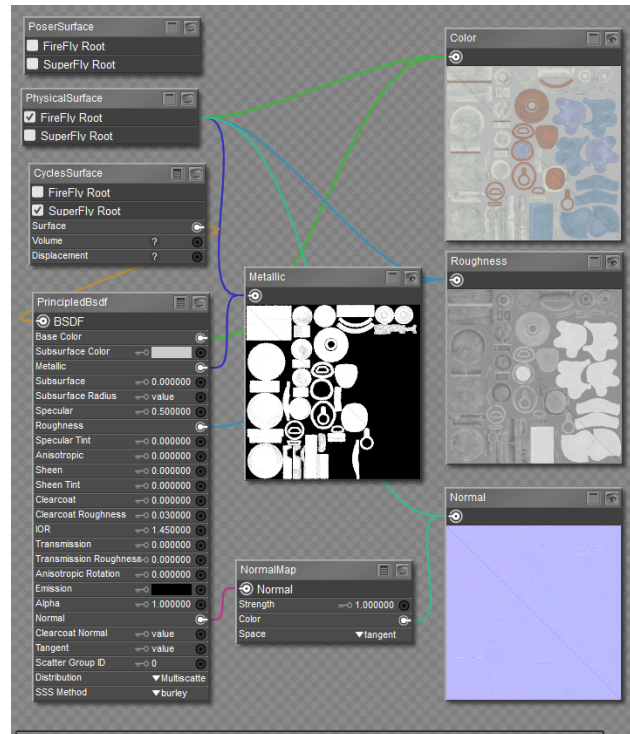 PoserSurface
FireFly Root
SuperFly Root
PhysicalSurface
FireFly Root
SuperFly Root
CyclesSurface
FireFly Root
SuperFly Root
Surface
Volume ?
Displacement ?
PrincipledBsdf
BSDF
Base Color
Subsurface Color
Metallic
Subsurface 0.000000
Subsurface Radius value
Specular 0.500000
Roughness
Specular Tint 0.000000
Anisotropic 0.000000
Sheen 0.000000
Sheen Tint 0.000000
Clearcoat 0.000000
Clearcoat Roughness 0.030000
IOR 1.450000
Transmission 0.000000
Transmission Roughness 0.000000
Anisotropic Rotation 0.000000
Emission
Alpha 1.000000
Normal
Clearcoat Normal value
Tangent value
Scatter Group ID 0
Distribution Multiscatte
SSS Method burley
Metallic
NormalMap
Normal
Strength 1.000000
Color
Space tangent
Color
Roughness
Normal